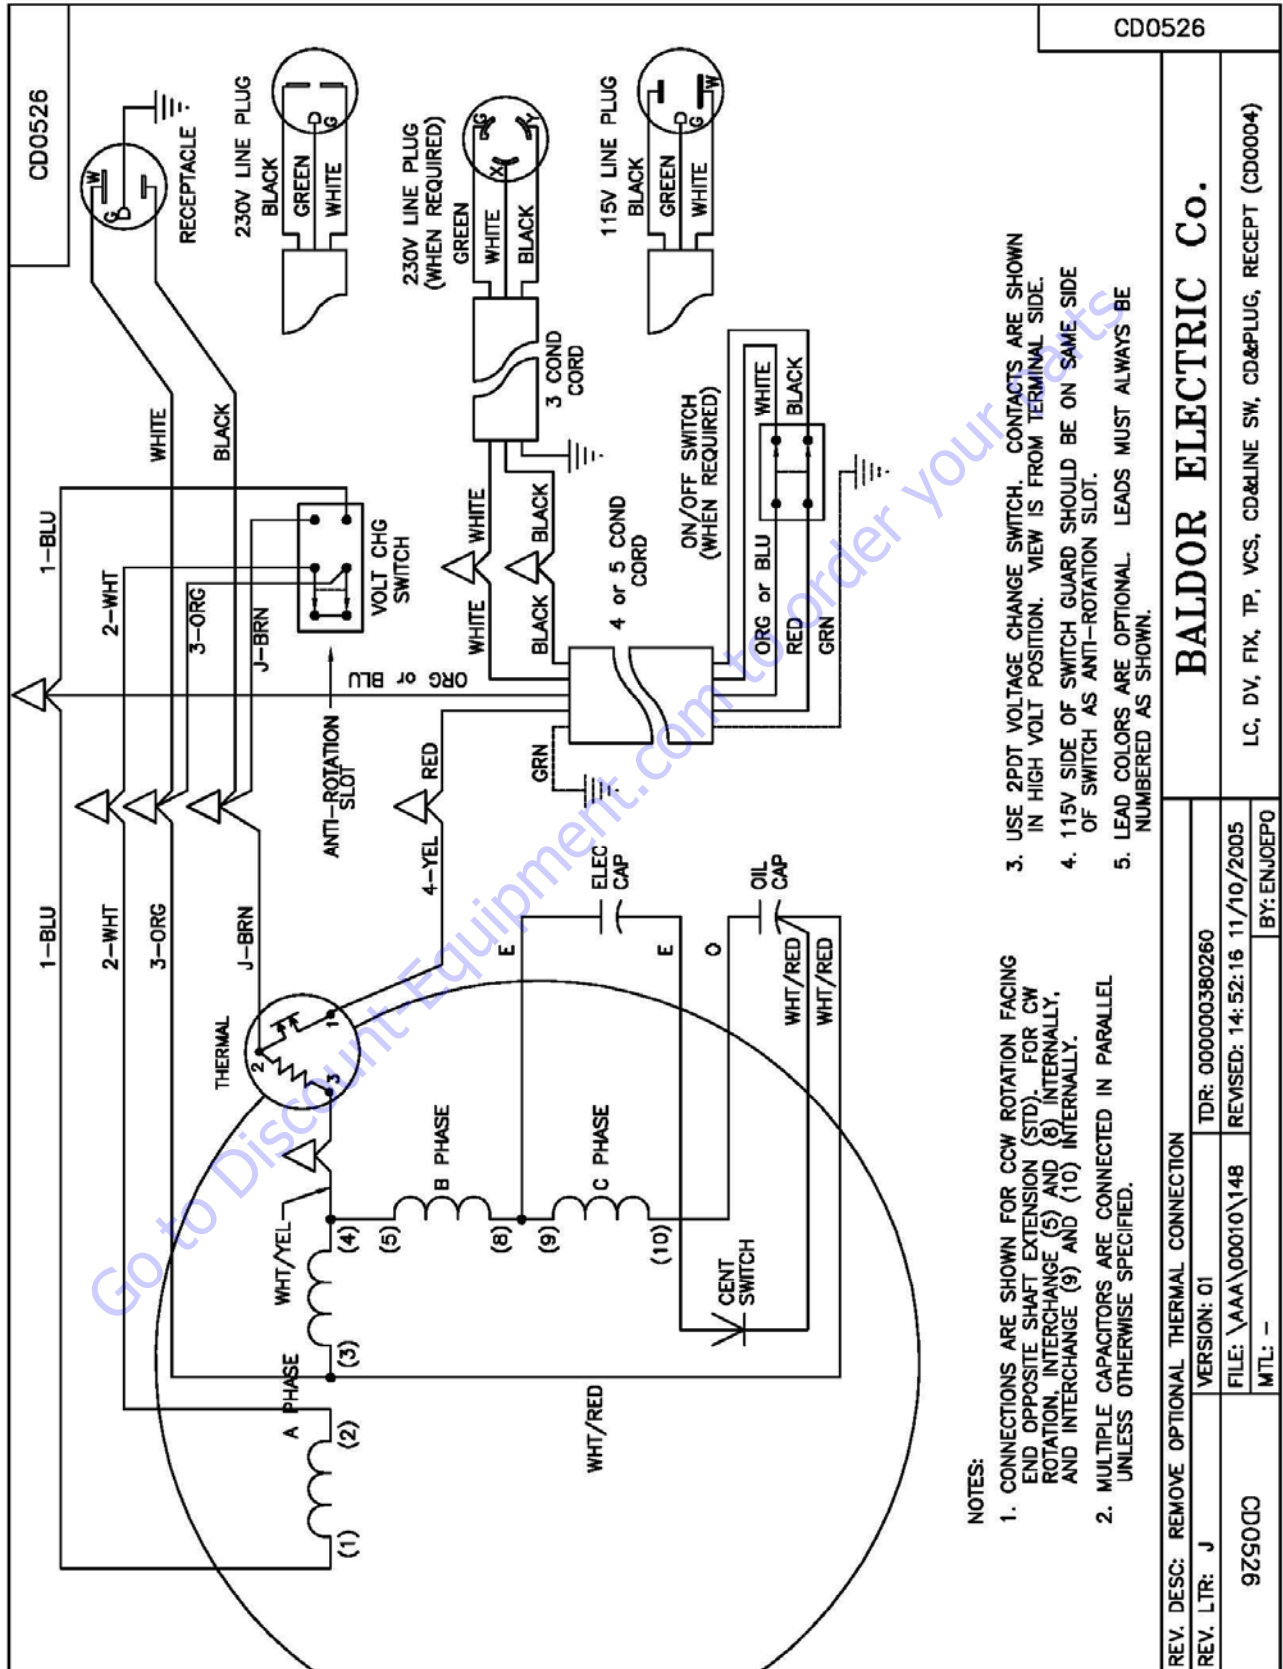 CD0526
CD0526
1-BLU
1-BLU
2-WHT
2-WHT
3-ORG
3-ORG
J-BRN
J-BRN
WHITE
BLACK
W
G
RECEPTACLE
VOLT CHG
SWITCH
ANTI-ROTATION
SLOT
ORG or BLU
THERMAL
1
2
3
4-YEL
RED
230V LINE PLUG
BLACK
GREEN
WHITE
G
230V LINE PLUG
(WHEN REQUIRED)
GREEN
WHITE
BLACK
G
X
Y
3 COND
CORD
WHITE
WHITE
BLACK
BLACK
115V LINE PLUG
BLACK
GREEN
WHITE
G
W
4 or 5 COND
CORD
GRN
ON/OFF SWITCH
(WHEN REQUIRED)
ORG or BLU
WHITE
RED
BLACK
GRN
A PHASE
(1)
(2)
(3)
(4)
WHT/YEL
(5)
B PHASE
(8)
(9)
C PHASE
(10)
E
ELEC
CAP
E
O
OIL
CAP
WHT/RED
WHT/RED
CENT
SWITCH
WHT/RED
NOTES:
1. CONNECTIONS ARE SHOWN FOR CCW ROTATION FACING
END OPPOSITE SHAFT EXTENSION (STD). FOR CW
ROTATION, INTERCHANGE (5) AND (8) INTERNALLY,
AND INTERCHANGE (9) AND (10) INTERNALLY.
2. MULTIPLE CAPACITORS ARE CONNECTED IN PARALLEL
UNLESS OTHERWISE SPECIFIED.
3. USE 2PDT VOLTAGE CHANGE SWITCH. CONTACTS ARE SHOWN
IN HIGH VOLT POSITION. VIEW IS FROM TERMINAL SIDE.
4. 115V SIDE OF SWITCH GUARD SHOULD BE ON SAME SIDE
OF SWITCH AS ANTI-ROTATION SLOT.
5. LEAD COLORS ARE OPTIONAL. LEADS MUST ALWAYS BE
NUMBERED AS SHOWN.
REV. DESC: REMOVE OPTIONAL THERMAL CONNECTION
REV. LTR: J
VERSION: 01
TDR: 000000380260
FILE: \AAA\00010\148
REVISED: 14:52:16 11/10/2005
MTL: -
BY: ENJOEPO
CD0526
BALDOR ELECTRIC Co.
LC, DV, FIX, TP, VCS, CD&LINE SW, CD&PLUG, RECEPT (CD0004)
Go to Discount-Equipment.com to order your parts